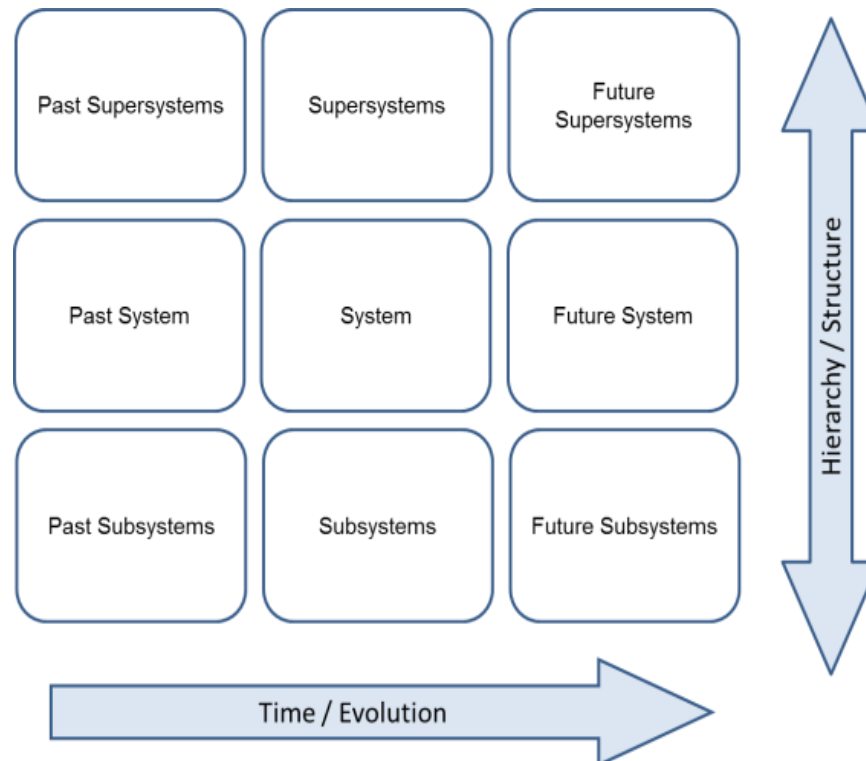 Past Supersystems
Supersystems
Future
Supersystems
Past System
System
Future System
Past Subsystems
Subsystems
Future Subsystems
Time / Evolution
Hierarchy / Structure